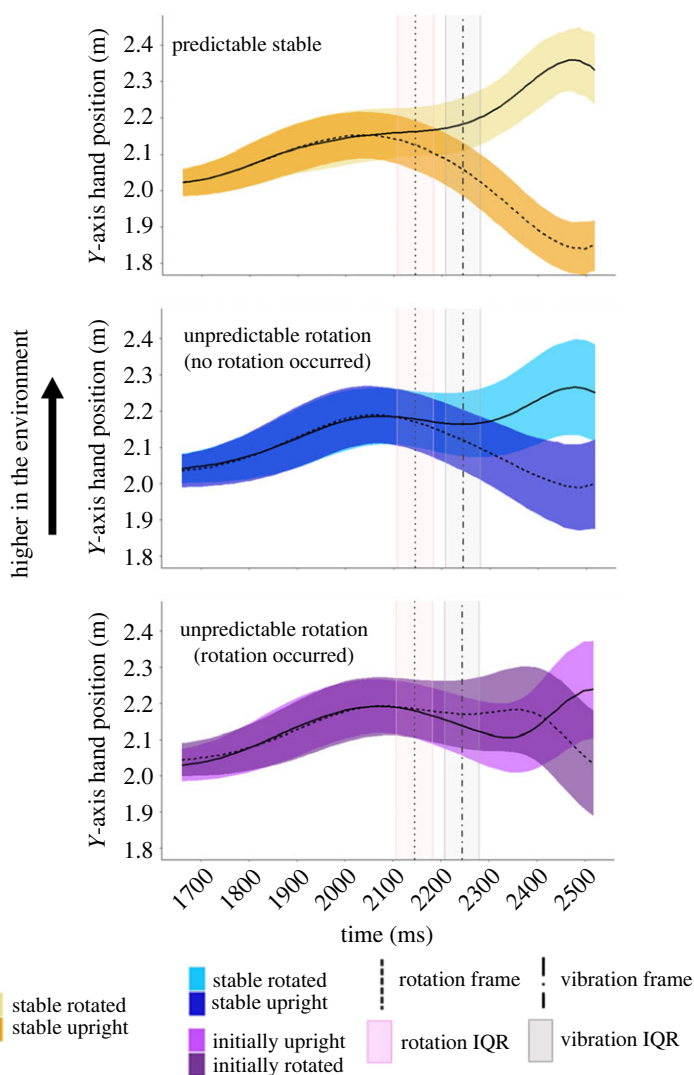 predictable stable
Y-axis hand position (m)
2.4
2.3
2.2
2.1
2.0
1.9
1.8
unpredictable rotation
(no rotation occurred)
Y-axis hand position (m)
2.4
2.3
2.2
2.1
2.0
1.9
1.8
higher in the environment
unpredictable rotation
(rotation occurred)
Y-axis hand position (m)
2.4
2.3
2.2
2.1
2.0
1.9
1.8
1700 1800 1900 2000 2100 2200 2300 2400 2500
time (ms)
stable rotated
stable upright
stable rotated
stable upright
initially upright
initially rotated
rotation frame
rotation IQR
vibration frame
vibration IQR